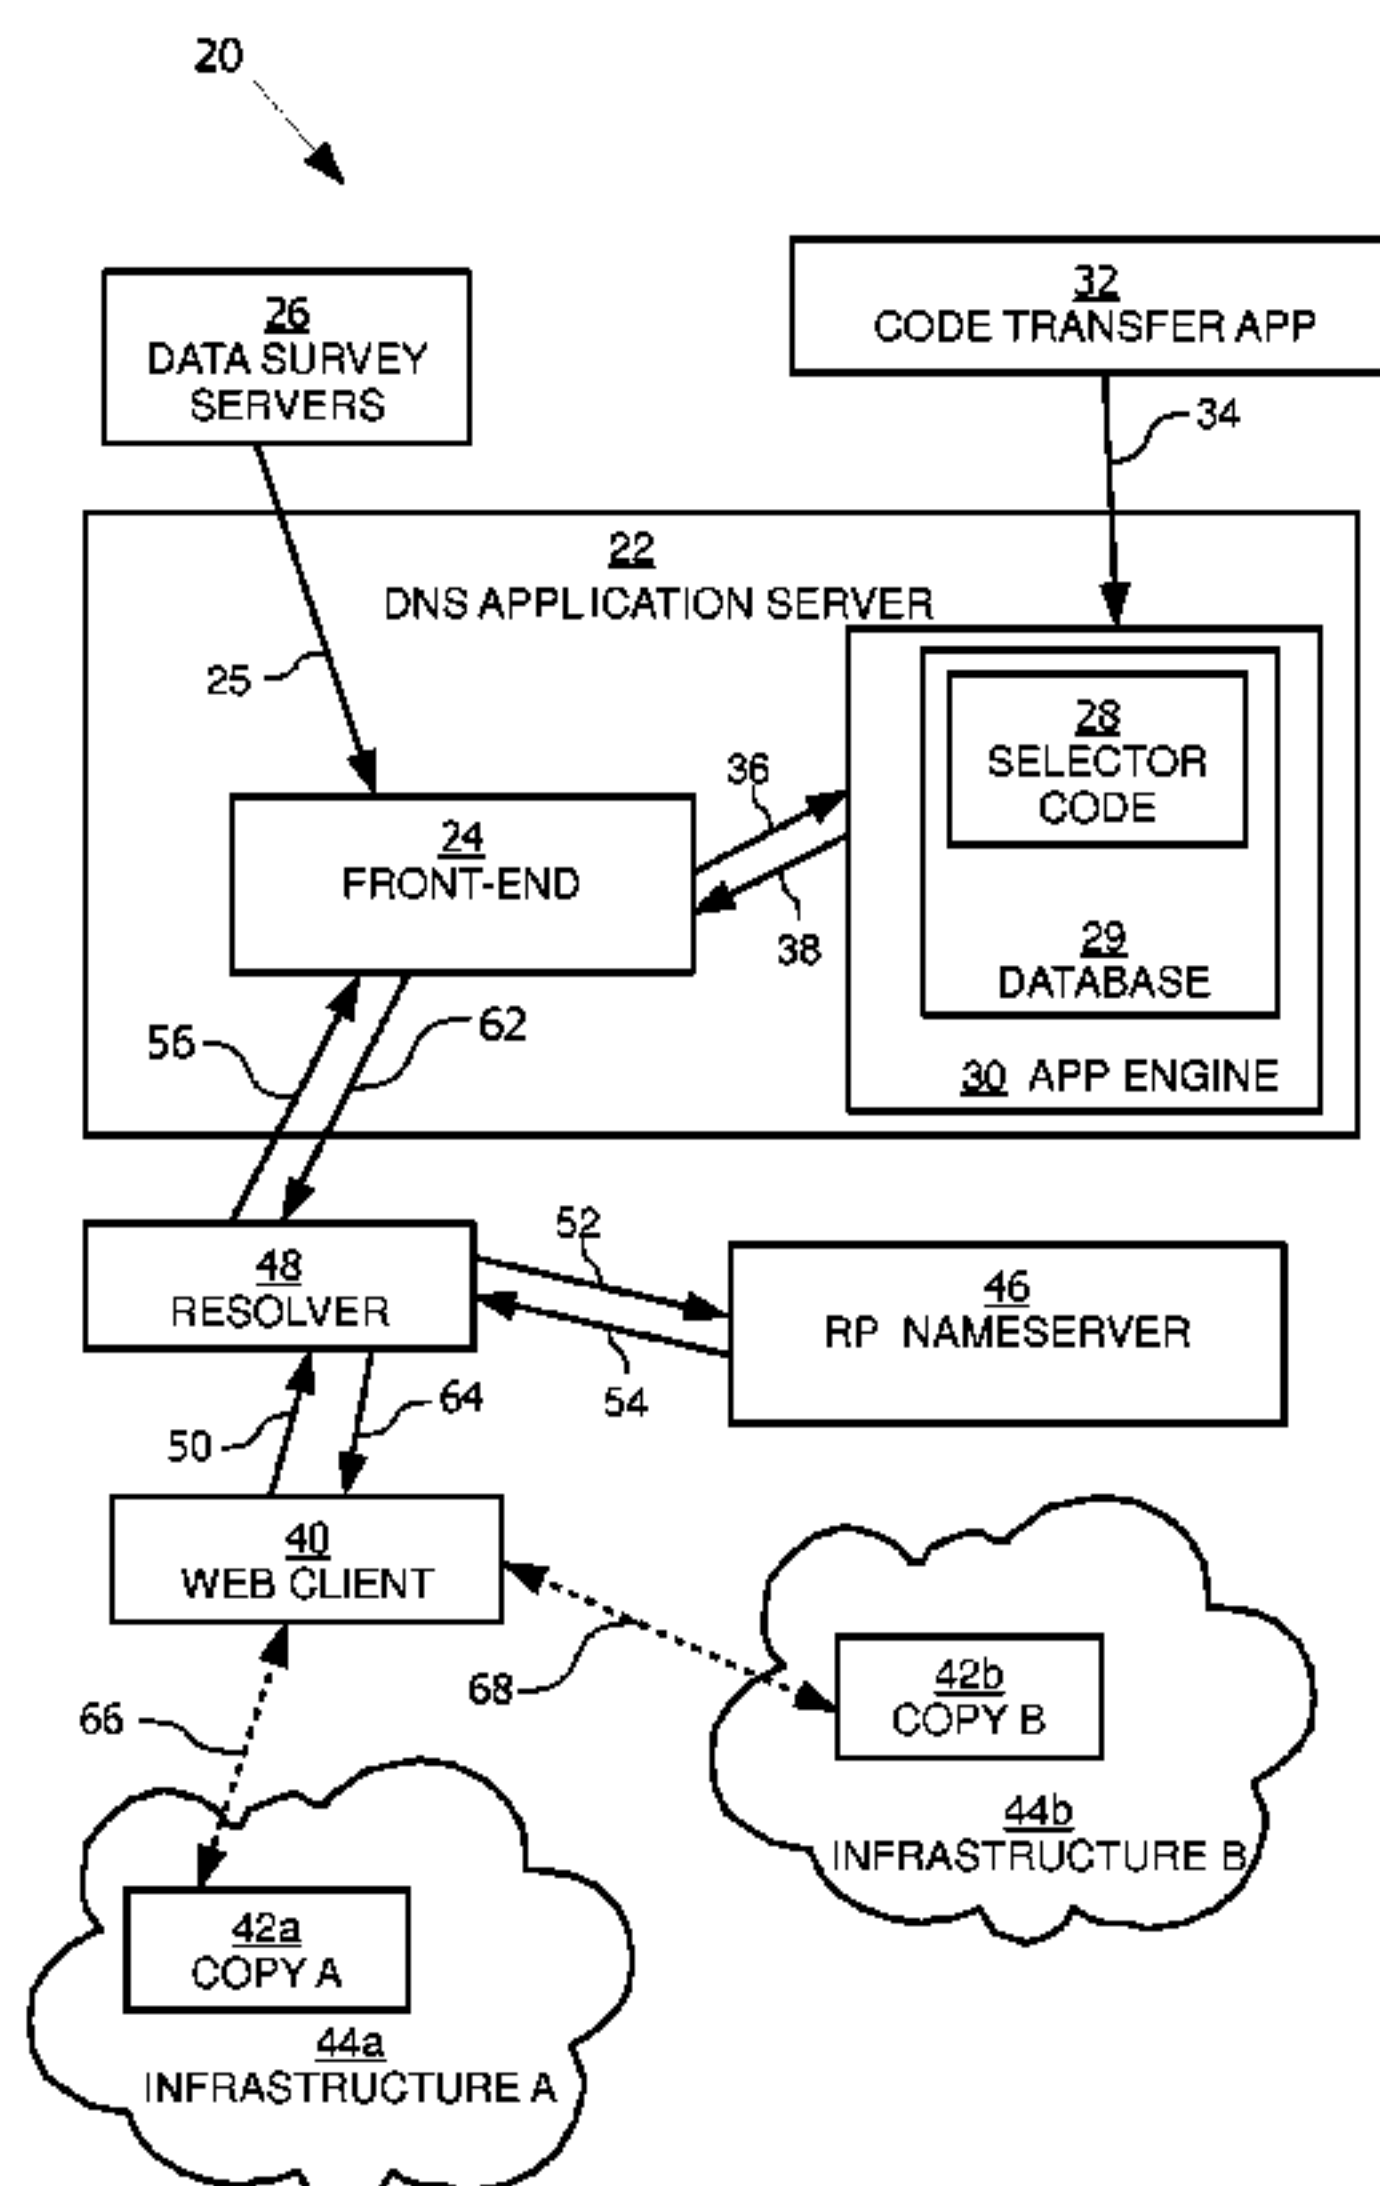 20
26
DATA SURVEY
SERVERS
32
CODE TRANSFER APP
34
22
DNS APPLICATION SERVER
25
28
SELECTOR
CODE
36
24
FRONT-END
38
29
DATABASE
56
62
30 APP ENGINE
52
48
RESOLVER
46
RP NAMESERVER
54
64
50
40
WEB CLIENT
68
42b
COPY B
66
44b
INFRASTRUCTURE B
42a
COPY A
44a
INFRASTRUCTURE A